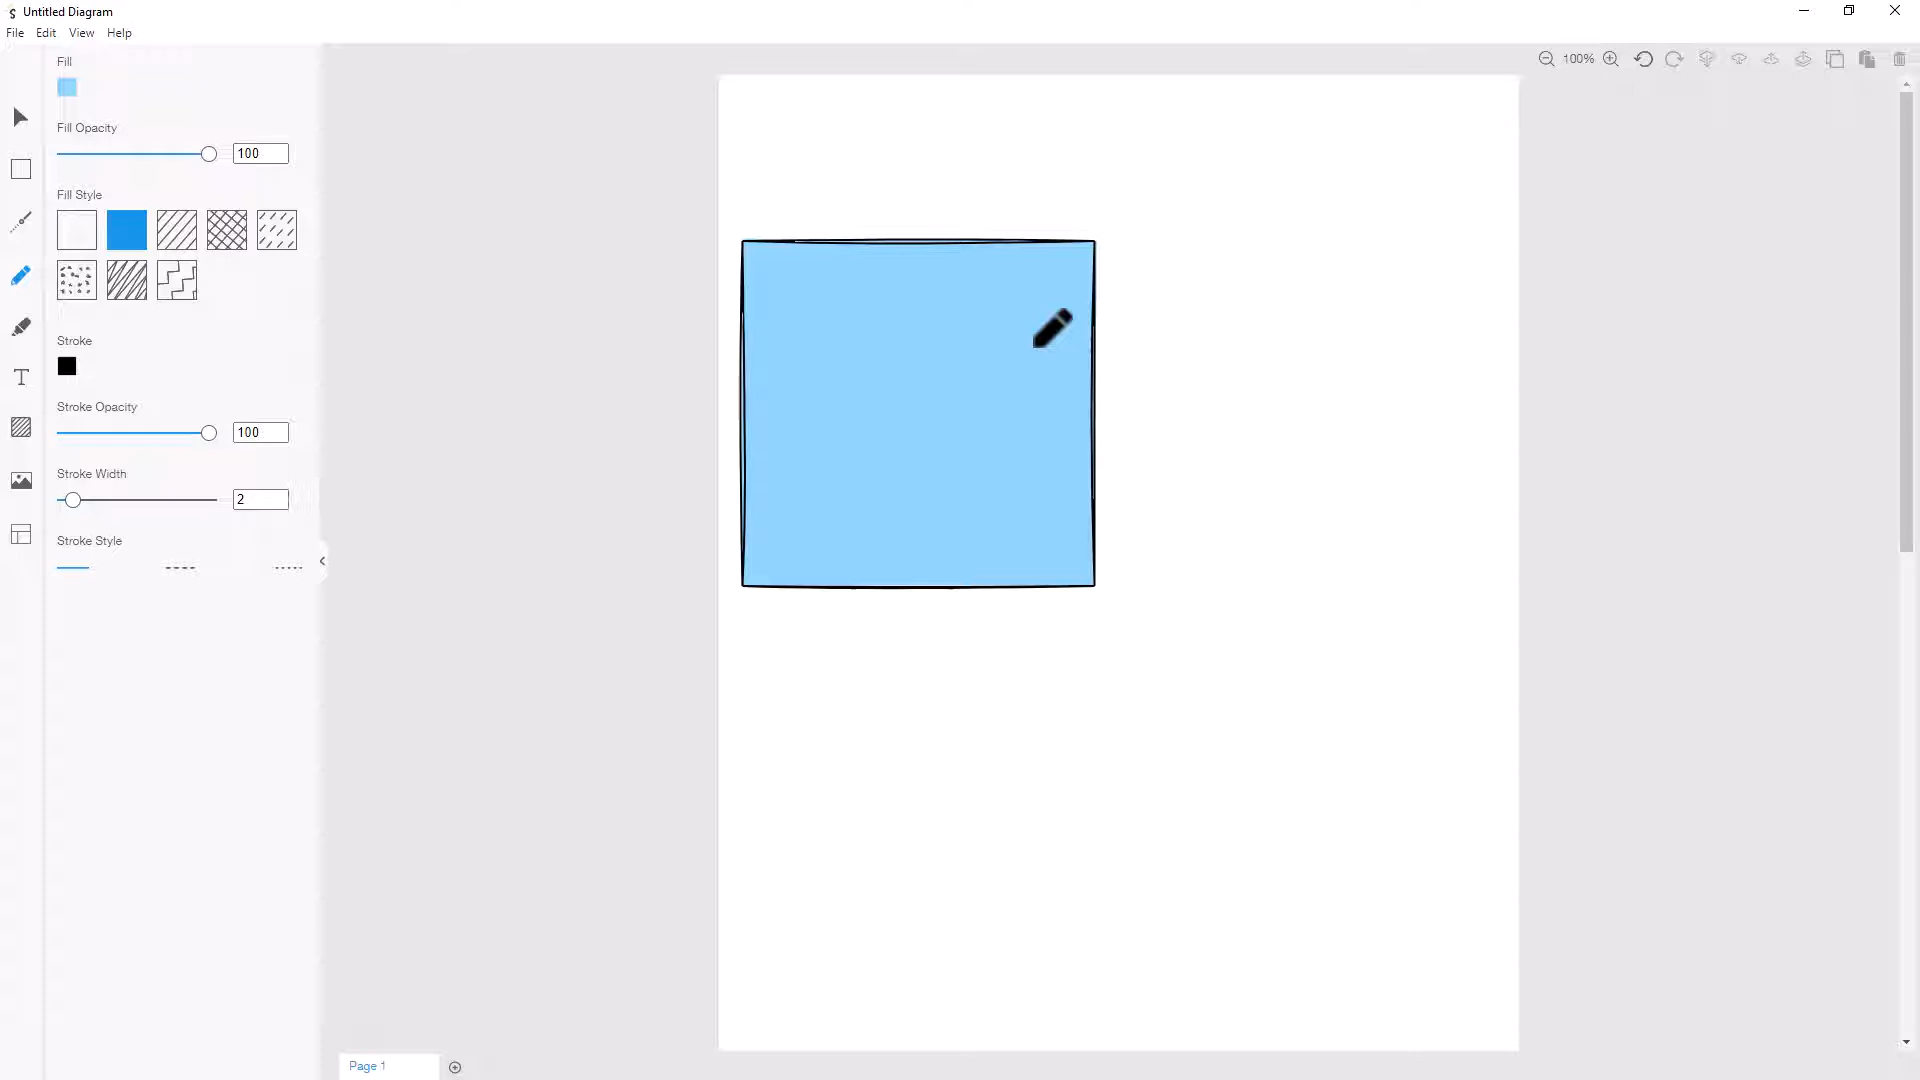 Untitled Diagram
File Edit View Help
Fill
100%
Fill Opacity
100
Fill Style
Stroke
Stroke Opacity
100
Stroke Width
2
Stroke Style
Page 1